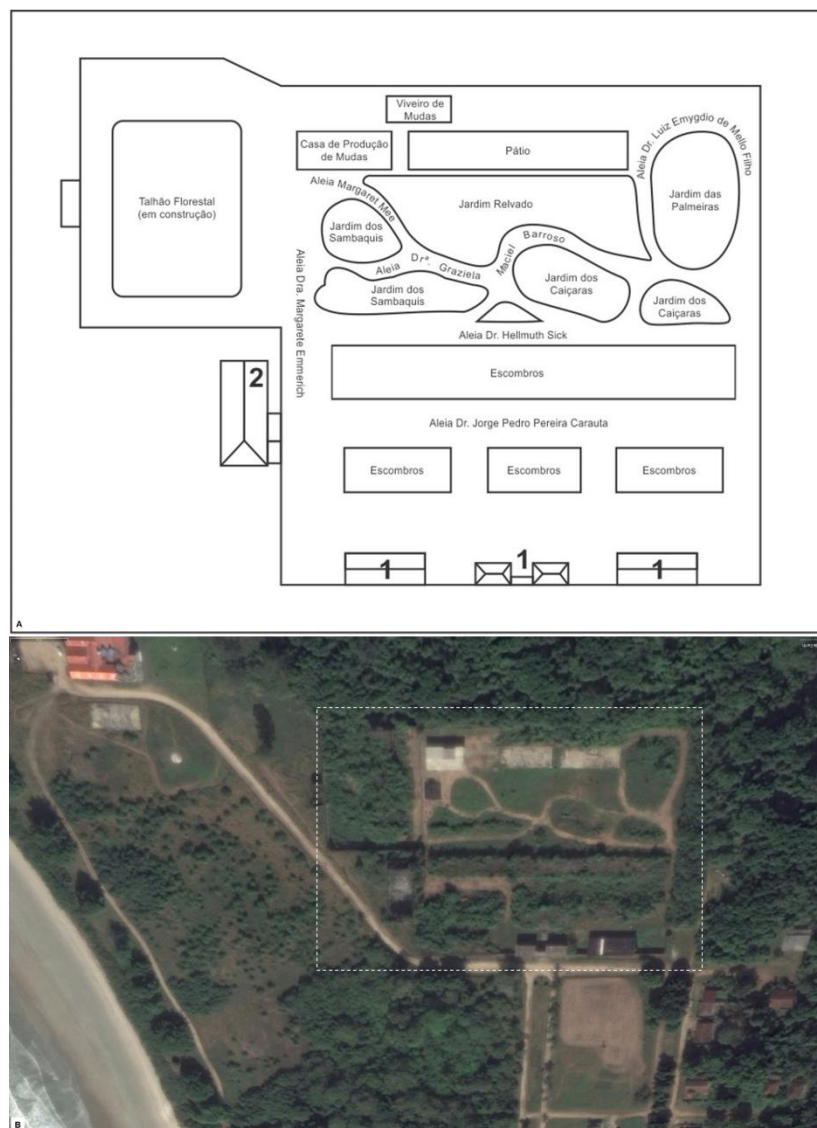 Viveiro de
Mudas
Casa de Produção
de Mudas
Pátio
Aleia Dr. Luiz Emygdio de Mello Filho
Talhão Florestal
(em construção)
Aleia Margaret Mee
Jardim Relvado
Jardim das
Palmeiras
Jardim dos
Sambaquis
Aleia Drª. Graziela Maciel Barroso
Jardim dos
Sambaquis
Jardim dos
Caiçaras
Jardim dos
Caiçaras
Aleia Dra. Margarete Emmerich
Aleia Dr. Hellmuth Sick
Escombros
2
Aleia Dr. Jorge Pedro Pereira Carauta
Escombros
Escombros
Escombros
1
1
1
A
B